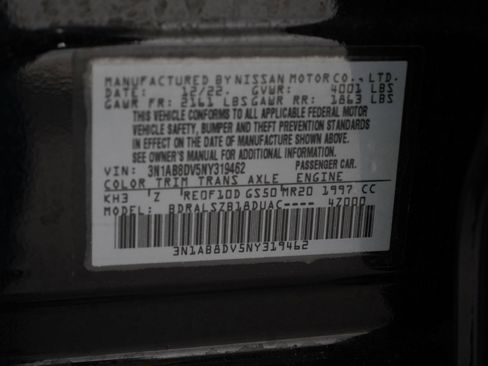 MANUFACTURED BY NISSAN MOTOR CO., LTD.
DATE: 12/22. GVWR: 4001 LBS
GAWR FR: 2161 LBS GAWR RR: 1863 LBS
THIS VEHICLE CONFORMS TO ALL APPLICABLE FEDERAL MOTOR
VEHICLE SAFETY, BUMPER AND THEFT PREVENTION STANDARDS
IN EFFECT ON THE DATE OF MANUFACTURE SHOWN ABOVE.
SEE OWNER'S MANUAL FOR ADDITIONAL INFORMATION.
VIN: 3N1AB8DV5NY319462 PASSENGER CAR.
COLOR TRIM TRANS AXLE ENGINE
KH3 Z RE0F10D GS50 MR20 1997 CC
MODEL: BDRALSZB18DUAC---- 4Z000
3N1AB8DV5NY319462